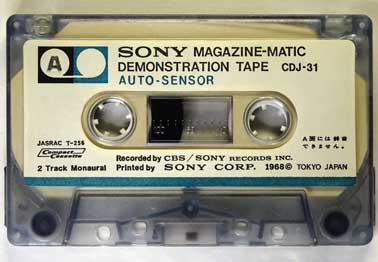 A
SONY MAGAZINE-MATIC
DEMONSTRATION TAPE CDJ-31
AUTO-SENSOR
JASRAC T-256
Compact Cassette
2 Track Monaural
A面には録音
できません。
Recorded by CBS/SONY RECORDS INC.
Printed by SONY CORP. 1968© TOKYO JAPAN